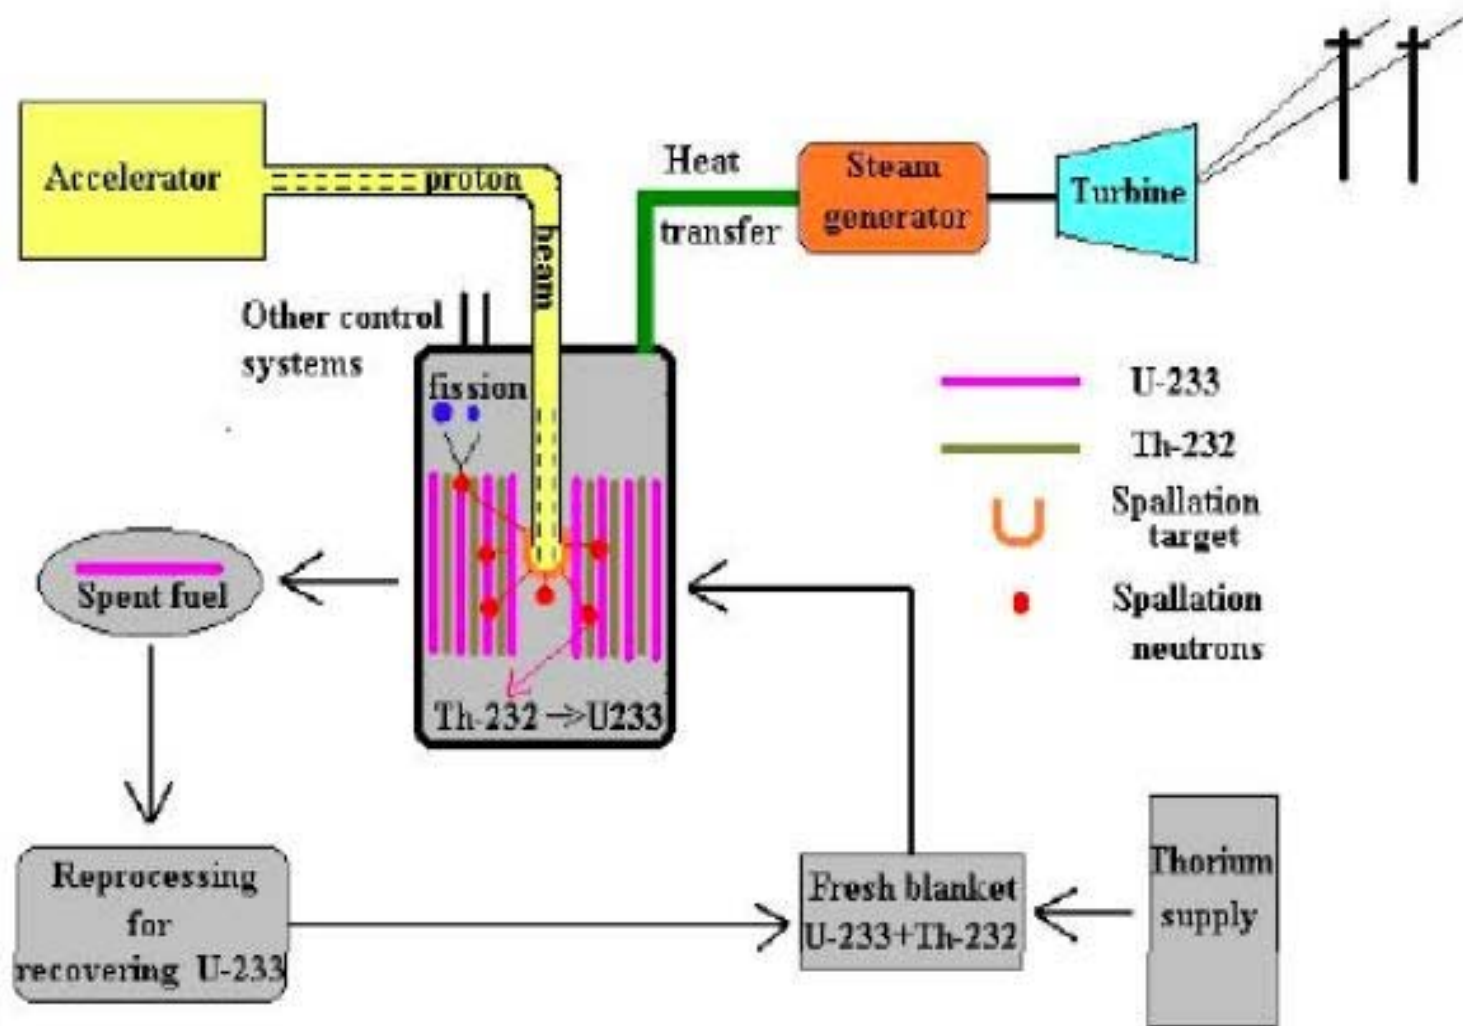 Accelerator
proton
beam
Heat
transfer
Steam
generator
Turbine
Other control
systems
fission
U-233
Th-232
Spallation
target
Spallation
neutrons
Spent fuel
Th-232 ->U233
Reprocessing
for
recovering U-233
Fresh blanket
U-233+Th-232
Thorium
supply